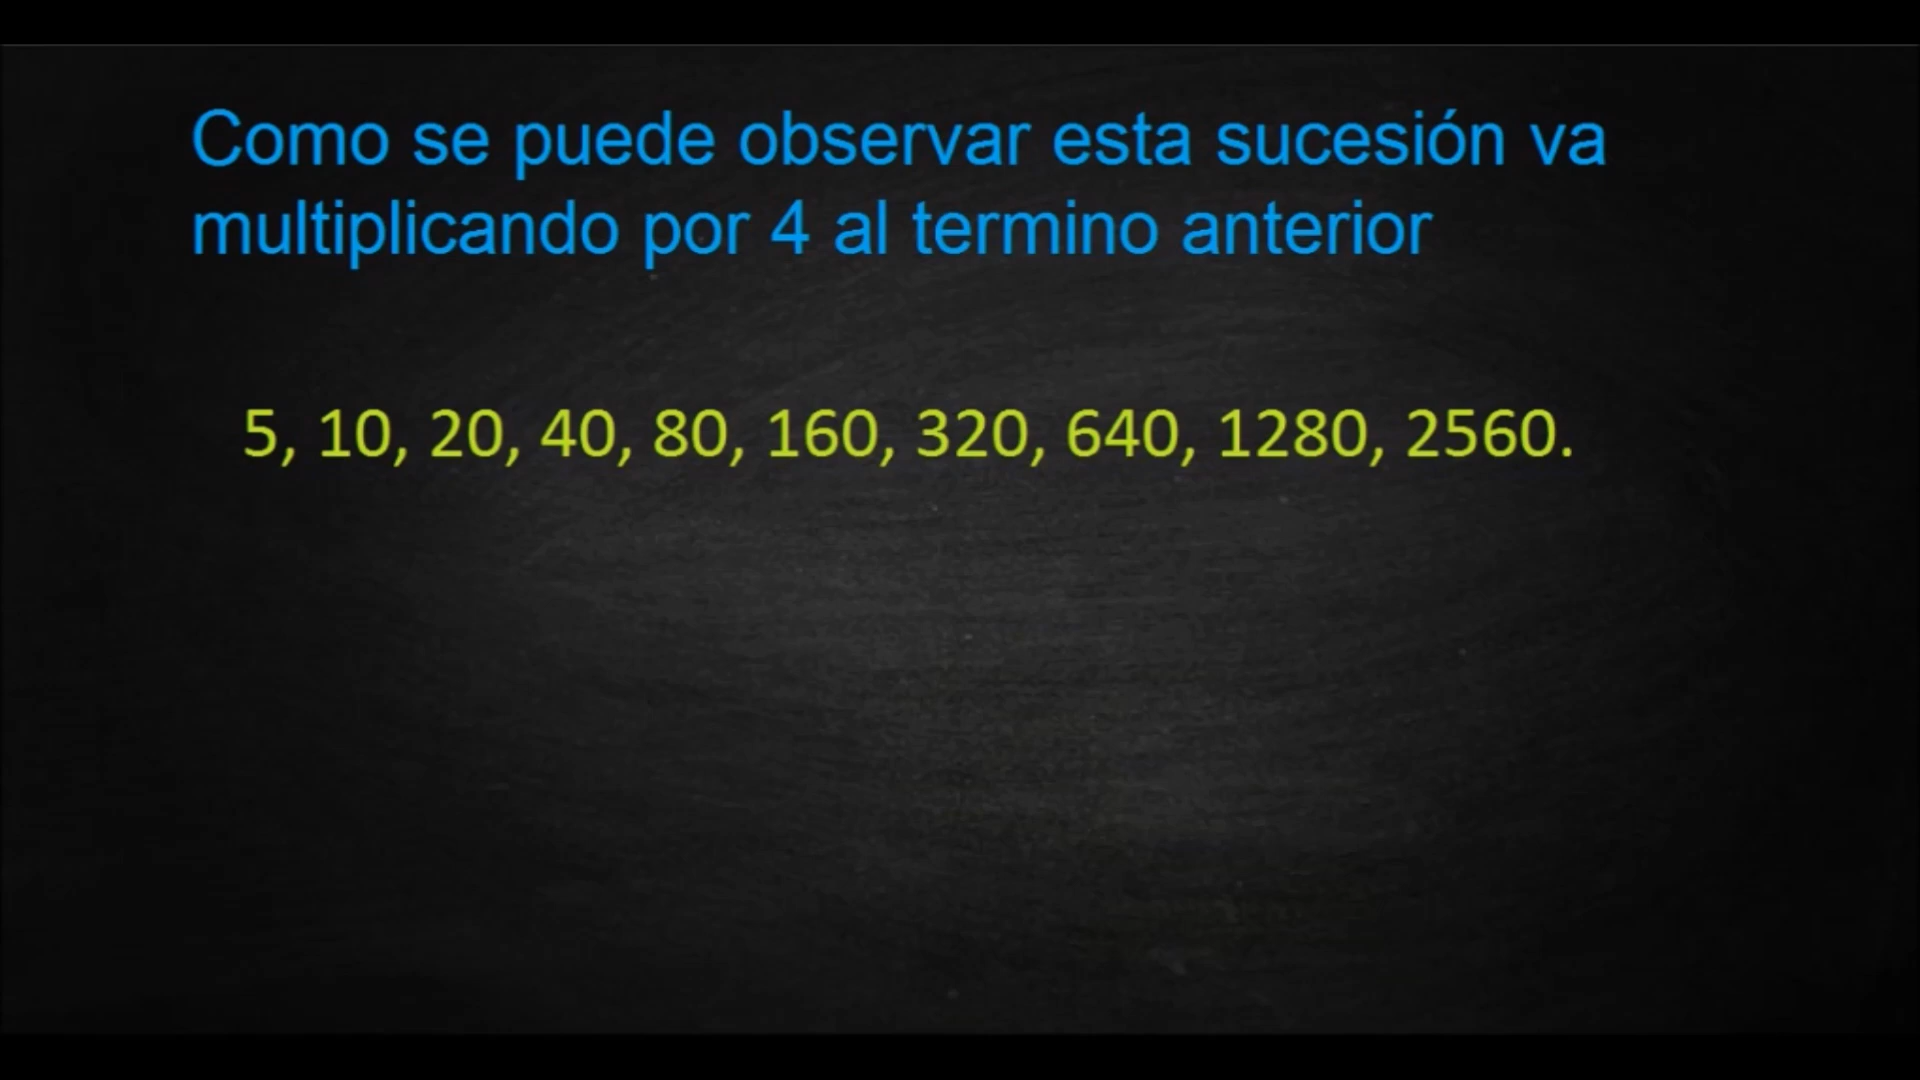 Como se puede observar esta sucesión va
multiplicando por 4 al termino anterior
5, 10, 20, 40, 80, 160, 320, 640, 1280, 2560.